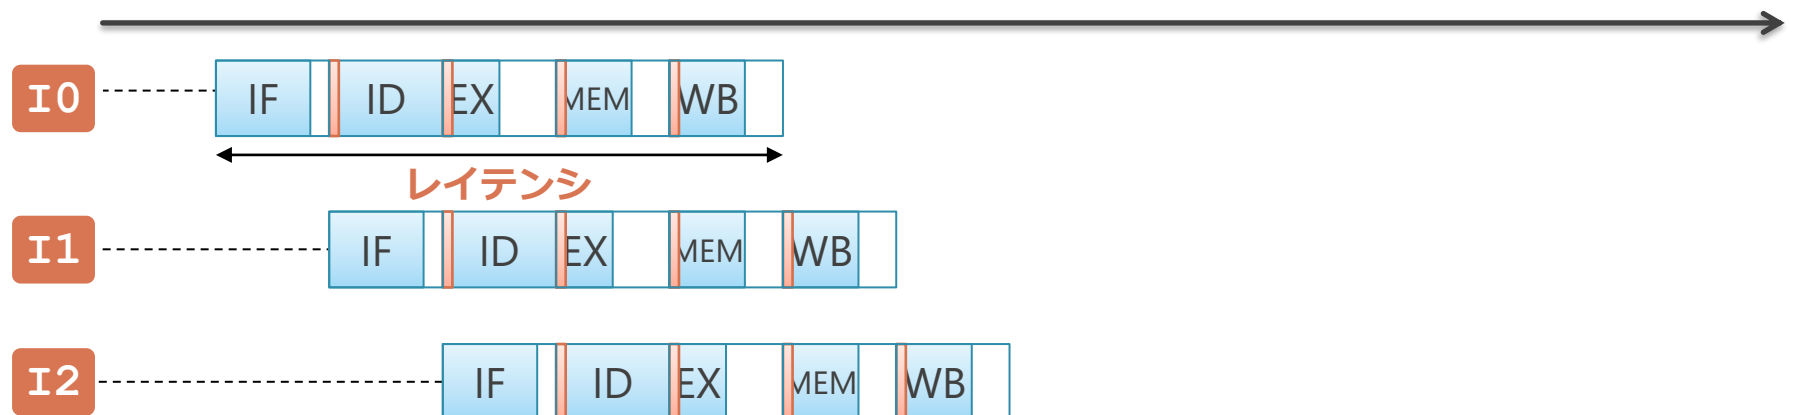 I0 IF ID EX MEM WB
レイテンシ
I1 IF ID EX MEM WB
I2 IF ID EX MEM WB